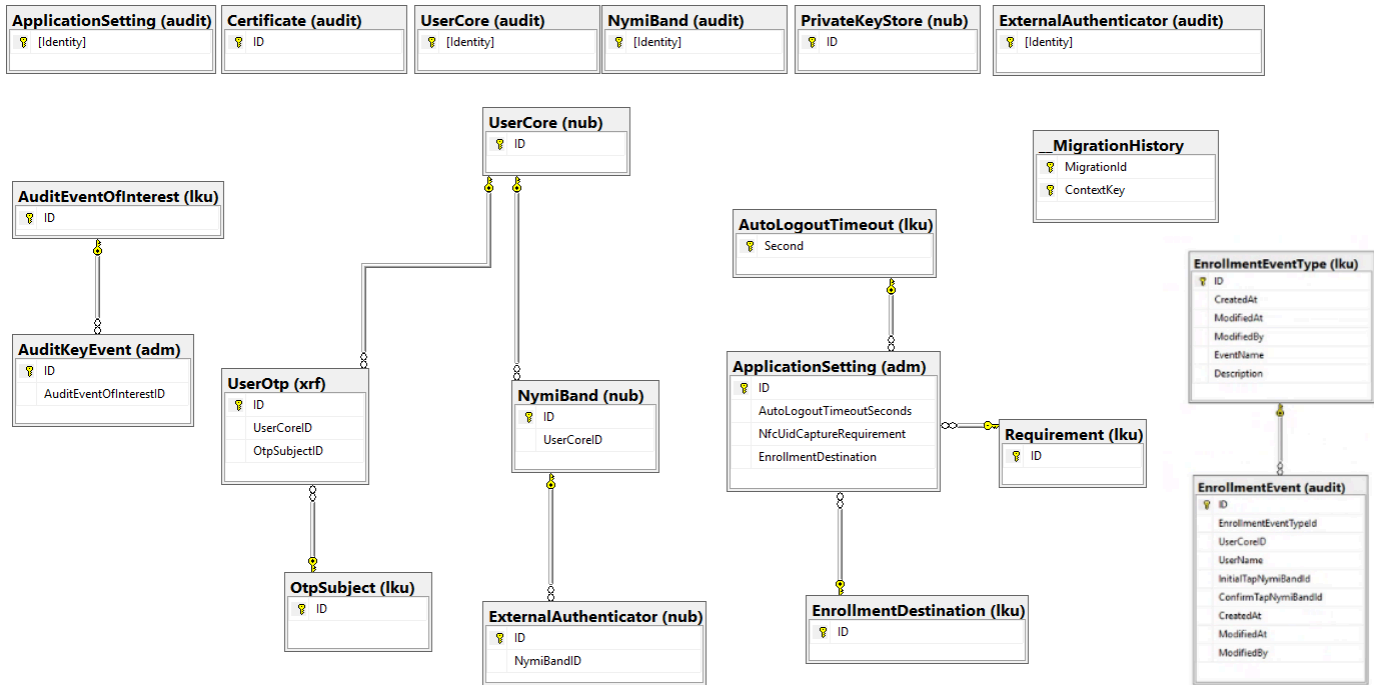 ApplicationSetting (audit)
[Identity]
Certificate (audit)
ID
UserCore (audit)
[Identity]
NymiBand (audit)
[Identity]
PrivateKeyStore (nub)
ID
ExternalAuthenticator (audit)
[Identity]
UserCore (nub)
ID
__MigrationHistory
MigrationId
ContextKey
AuditEventOfInterest (lku)
ID
AutoLogoutTimeout (lku)
Second
EnrollmentEventType (lku)
ID
CreatedAt
ModifiedAt
ModifiedBy
EventName
Description
AuditKeyEvent (adm)
ID
AuditEventOfInterestID
UserOtp (xrf)
ID
UserCoreID
OtpSubjectID
NymiBand (nub)
ID
UserCoreID
ApplicationSetting (adm)
ID
AutoLogoutTimeoutSeconds
NfcUidCaptureRequirement
EnrollmentDestination
Requirement (lku)
ID
EnrollmentEvent (audit)
ID
EnrollmentEventTypeId
UserCoreID
UserName
InitialTapNymiBandId
ConfirmTapNymiBandId
CreatedAt
ModifiedAt
ModifiedBy
OtpSubject (lku)
ID
ExternalAuthenticator (nub)
ID
NymiBandID
EnrollmentDestination (lku)
ID